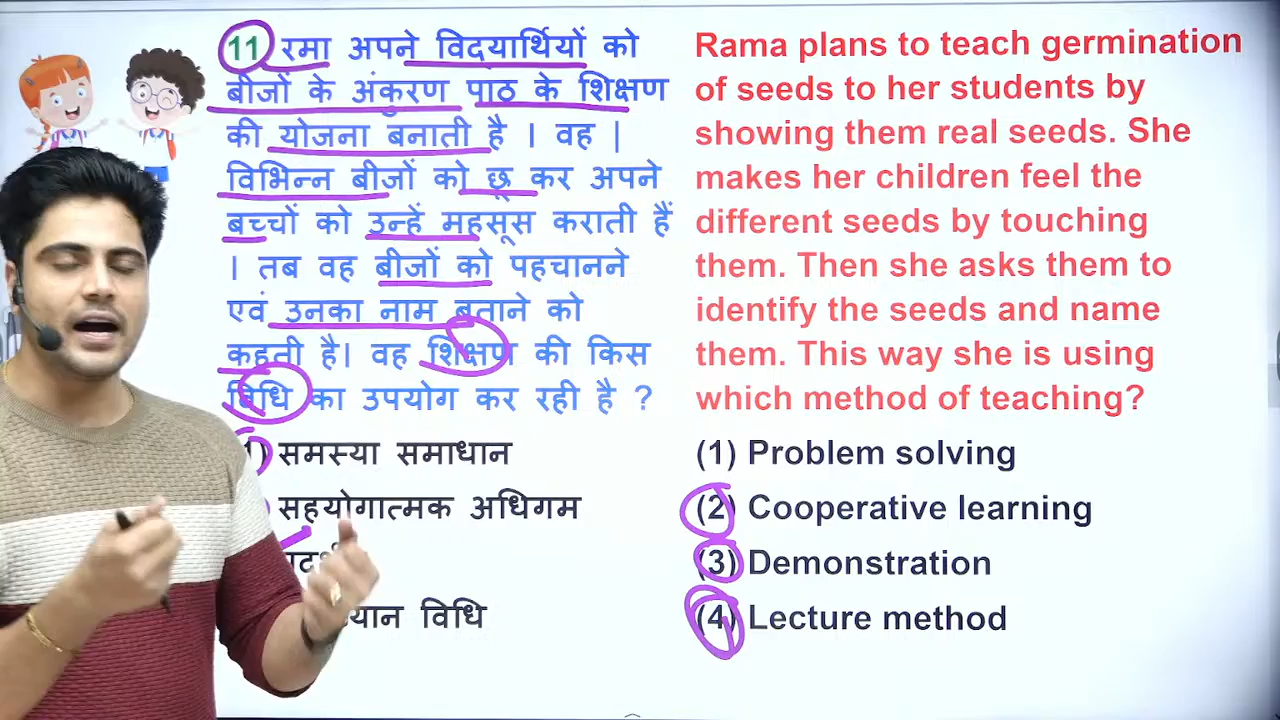 11 रमा अपने विदयार्थियों को
बीजों के अंकुरण पाठ के शिक्षण
की योजना बनाती है । वह |
विभिन्न बीजों को छू कर अपने
बच्चों को उन्हें महसूस कराती हैं
। तब वह बीजों को पहचानने
एवं उनका नाम बताने को
कहती है। वह शिक्षण की किस
विधि का उपयोग कर रही है ?
समस्या समाधान
सहयोगात्मक अधिगम
विधि
Rama plans to teach germination
of seeds to her students by
showing them real seeds. She
makes her children feel the
different seeds by touching
them. Then she asks them to
identify the seeds and name
them. This way she is using
which method of teaching?
(1) Problem solving
(2) Cooperative learning
(3) Demonstration
(4) Lecture method